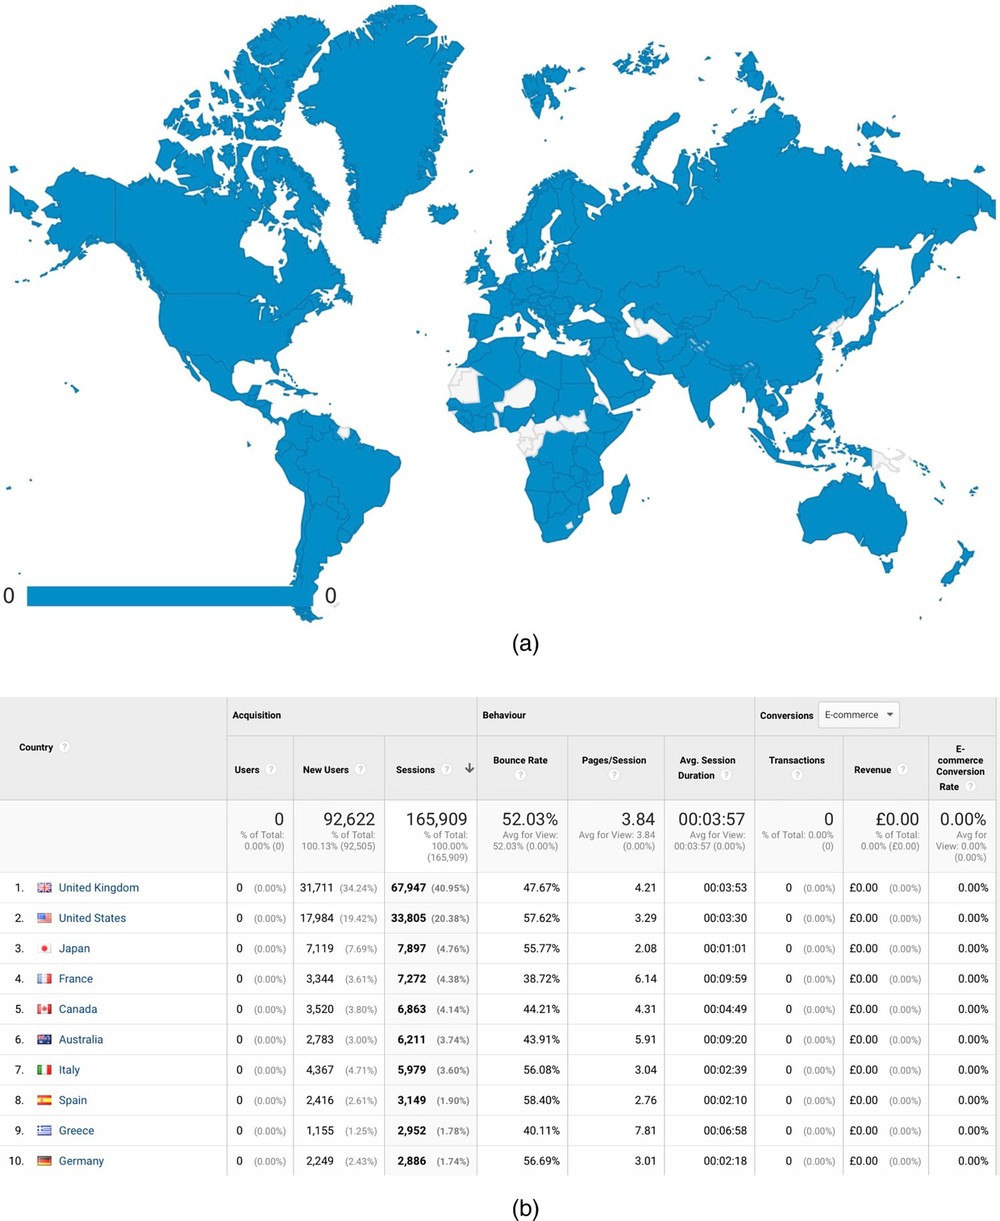 0 0
(a)
Acquisition Behaviour Conversions E-commerce
Country ? Users ? New Users ? Sessions ? Bounce Rate ? Pages/Session ? Avg. Session Duration ? Transactions ? Revenue ? E-commerce Conversion Rate ?
0 92,622 165,909 52.03% 3.84 00:03:57 0 £0.00 0.00%
% of Total: 0.00% (0) % of Total: 100.13% (92,505) % of Total: 100.00% (165,909) Avg for View: 52.03% (0.00%) Avg for View: 3.84 (0.00%) Avg for View: 00:03:57 (0.00%) % of Total: 0.00% (0) % of Total: 0.00% (£0.00) Avg for View: 0.00% (0.00%)
1. United Kingdom 0 (0.00%) 31,711 (34.24%) 67,947 (40.95%) 47.67% 4.21 00:03:53 0 (0.00%) £0.00 (0.00%) 0.00%
2. United States 0 (0.00%) 17,984 (19.42%) 33,805 (20.38%) 57.62% 3.29 00:03:30 0 (0.00%) £0.00 (0.00%) 0.00%
3. Japan 0 (0.00%) 7,119 (7.69%) 7,897 (4.76%) 55.77% 2.08 00:01:01 0 (0.00%) £0.00 (0.00%) 0.00%
4. France 0 (0.00%) 3,344 (3.61%) 7,272 (4.38%) 38.72% 6.14 00:09:59 0 (0.00%) £0.00 (0.00%) 0.00%
5. Canada 0 (0.00%) 3,520 (3.80%) 6,863 (4.14%) 44.21% 4.31 00:04:49 0 (0.00%) £0.00 (0.00%) 0.00%
6. Australia 0 (0.00%) 2,783 (3.00%) 6,211 (3.74%) 43.91% 5.91 00:09:20 0 (0.00%) £0.00 (0.00%) 0.00%
7. Italy 0 (0.00%) 4,367 (4.71%) 5,979 (3.60%) 56.08% 3.04 00:02:39 0 (0.00%) £0.00 (0.00%) 0.00%
8. Spain 0 (0.00%) 2,416 (2.61%) 3,149 (1.90%) 58.40% 2.76 00:02:10 0 (0.00%) £0.00 (0.00%) 0.00%
9. Greece 0 (0.00%) 1,155 (1.25%) 2,952 (1.78%) 40.11% 7.81 00:06:58 0 (0.00%) £0.00 (0.00%) 0.00%
10. Germany 0 (0.00%) 2,249 (2.43%) 2,886 (1.74%) 56.69% 3.01 00:02:18 0 (0.00%) £0.00 (0.00%) 0.00%
(b)